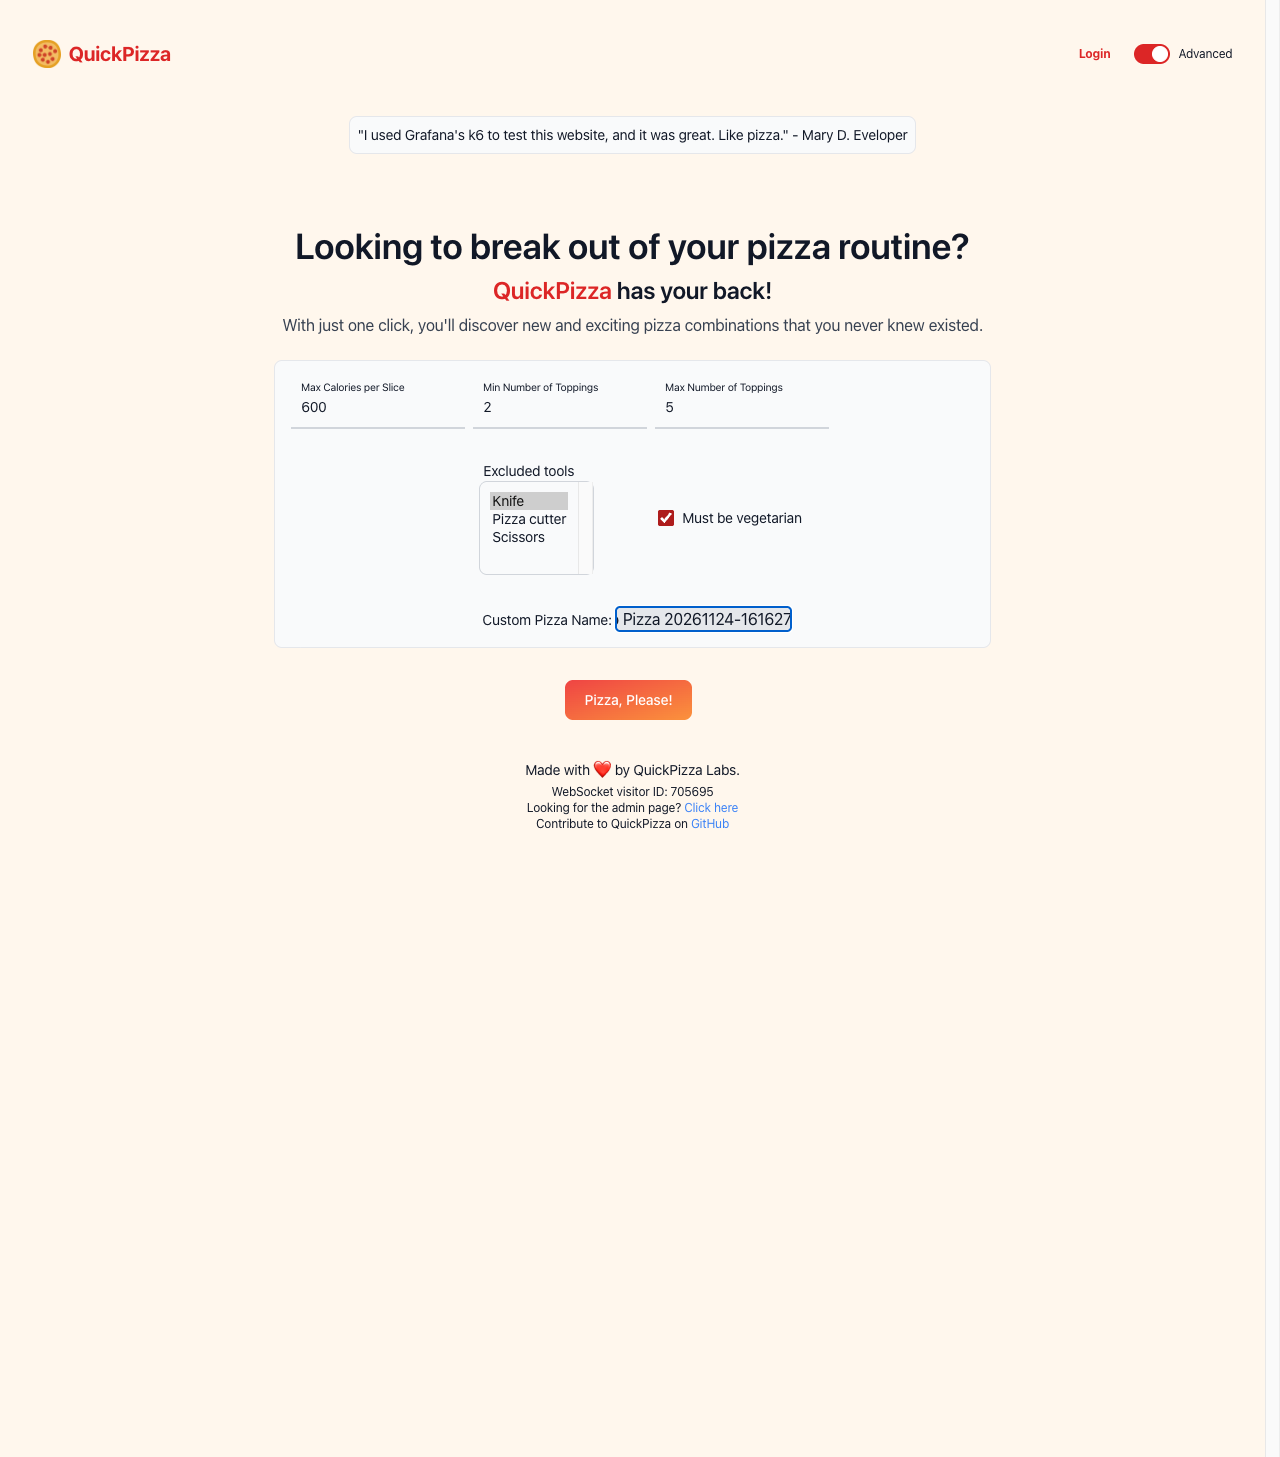 QuickPizza
Login
Advanced
"I used Grafana's k6 to test this website, and it was great. Like pizza." - Mary D. Eveloper
Looking to break out of your pizza routine?
QuickPizza has your back!
With just one click, you'll discover new and exciting pizza combinations that you never knew existed.
Max Calories per Slice
600
Min Number of Toppings
2
Max Number of Toppings
5
Excluded tools
Knife
Pizza cutter
Scissors
Must be vegetarian
Custom Pizza Name: Pizza 20261124-161627
Pizza, Please!
Made with ❤️ by QuickPizza Labs.
WebSocket visitor ID: 705695
Looking for the admin page? Click here
Contribute to QuickPizza on GitHub